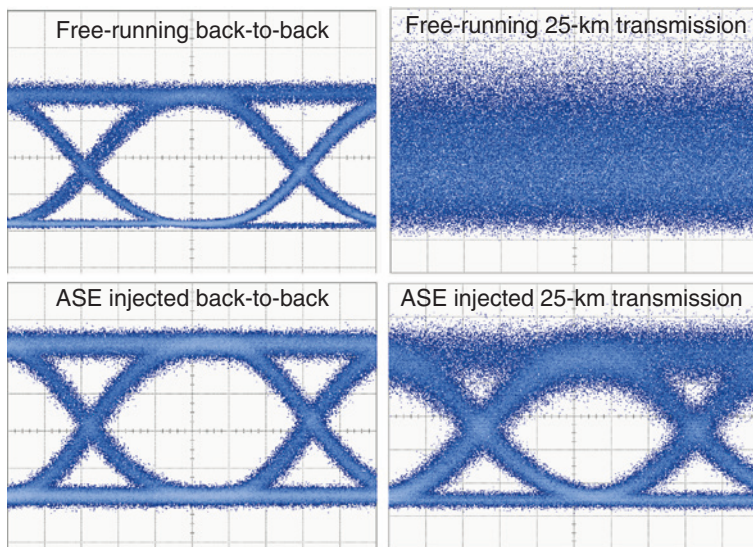 Free-running back-to-back
Free-running 25-km transmission
ASE injected back-to-back
ASE injected 25-km transmission